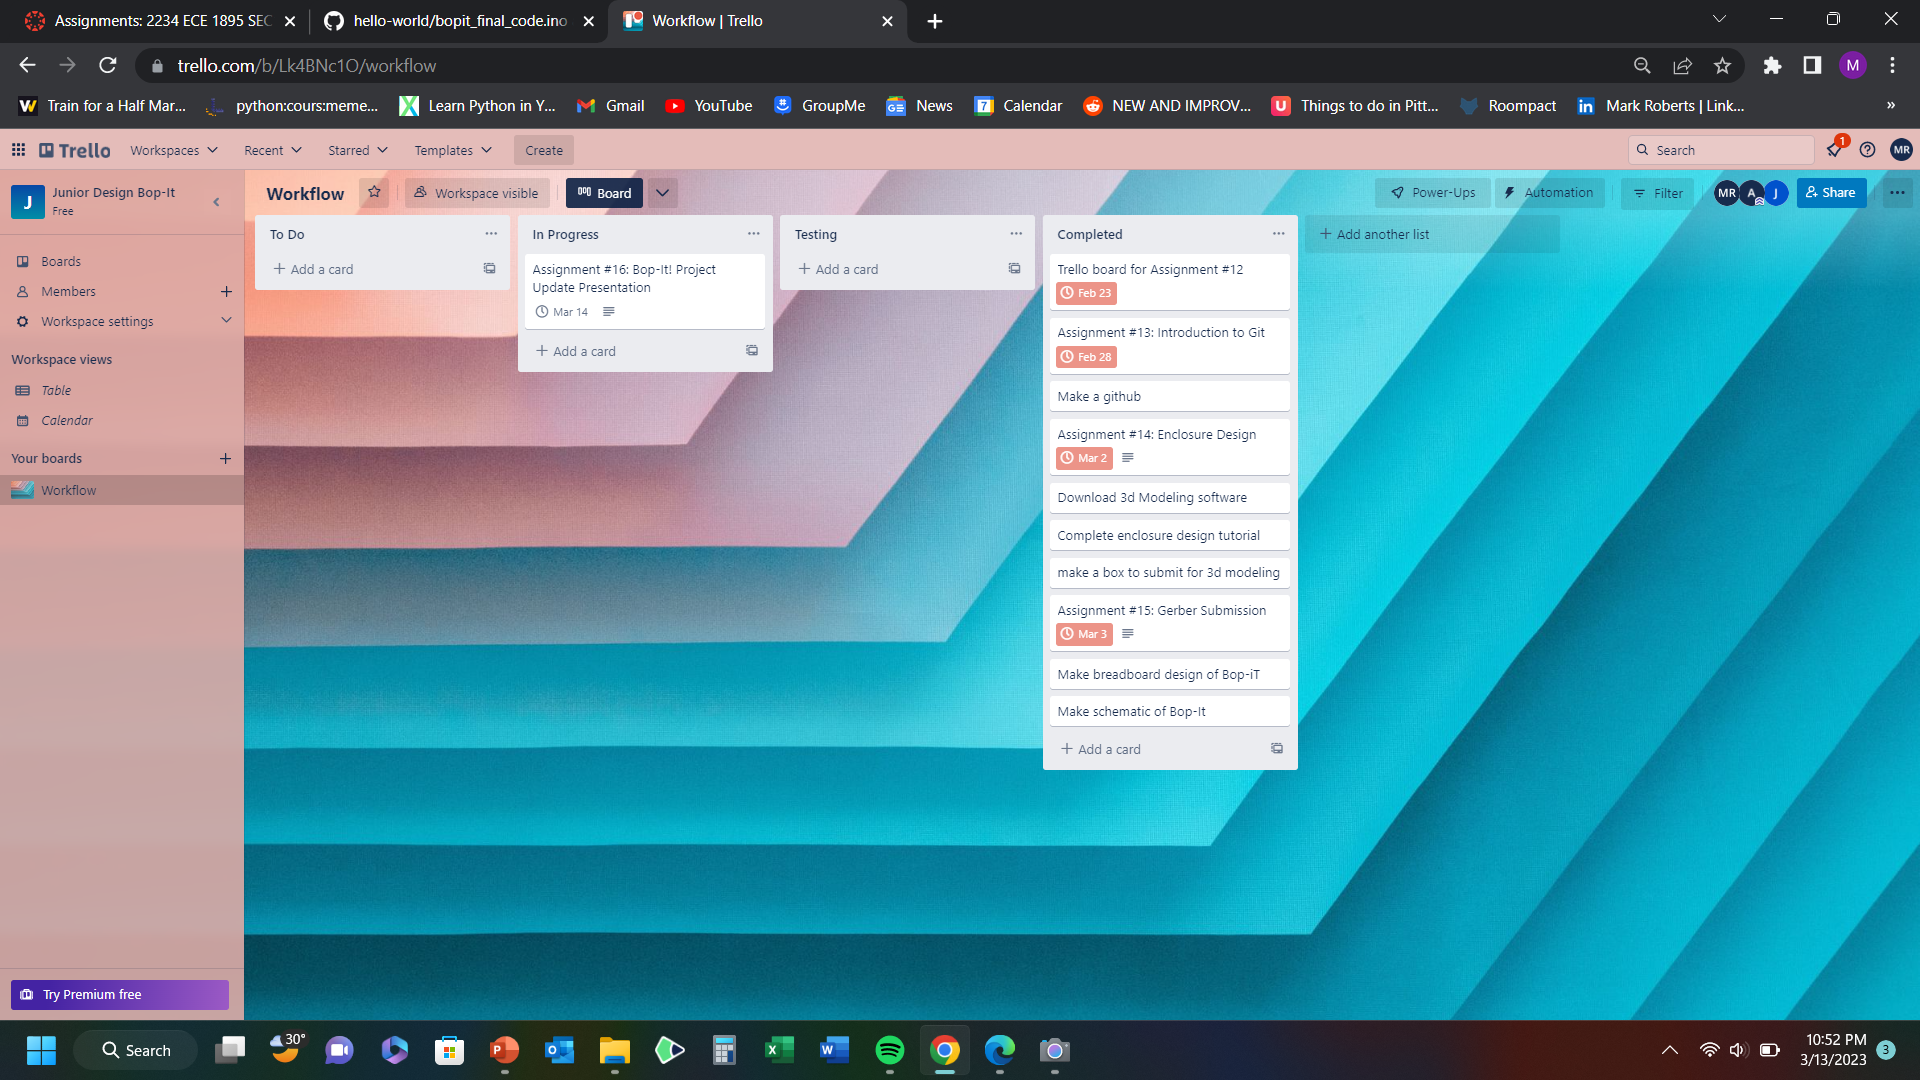 Assignments: 2234 ECE 1895 SEC
hello-world/bopit_final_code.ino
Workflow | Trello
trello.com/b/Lk4BNc1O/workflow
M
Train for a Half Mar...
python:cours:meme...
Learn Python in Y...
Gmail
YouTube
GroupMe
News
Calendar
NEW AND IMPROV...
Things to do in Pitt...
Roompact
Mark Roberts | Link...
»
Trello
Workspaces
Recent
Starred
Templates
Create
Search
1
MR
J
Junior Design Bop-It
Free
Workflow
Workspace visible
Board
Power-Ups
Automation
Filter
MR
A
J
Share
Boards
Members
Workspace settings
Workspace views
Table
Calendar
Your boards
Workflow
Try Premium free
To Do
Add a card
In Progress
Assignment #16: Bop-It! Project
Update Presentation
Mar 14
Add a card
Testing
Add a card
Completed
Trello board for Assignment #12
Feb 23
Assignment #13: Introduction to Git
Feb 28
Make a github
Assignment #14: Enclosure Design
Mar 2
Download 3d Modeling software
Complete enclosure design tutorial
make a box to submit for 3d modeling
Assignment #15: Gerber Submission
Mar 3
Make breadboard design of Bop-iT
Make schematic of Bop-It
Add a card
Add another list
Search
30°
10:52 PM
3/13/2023
3